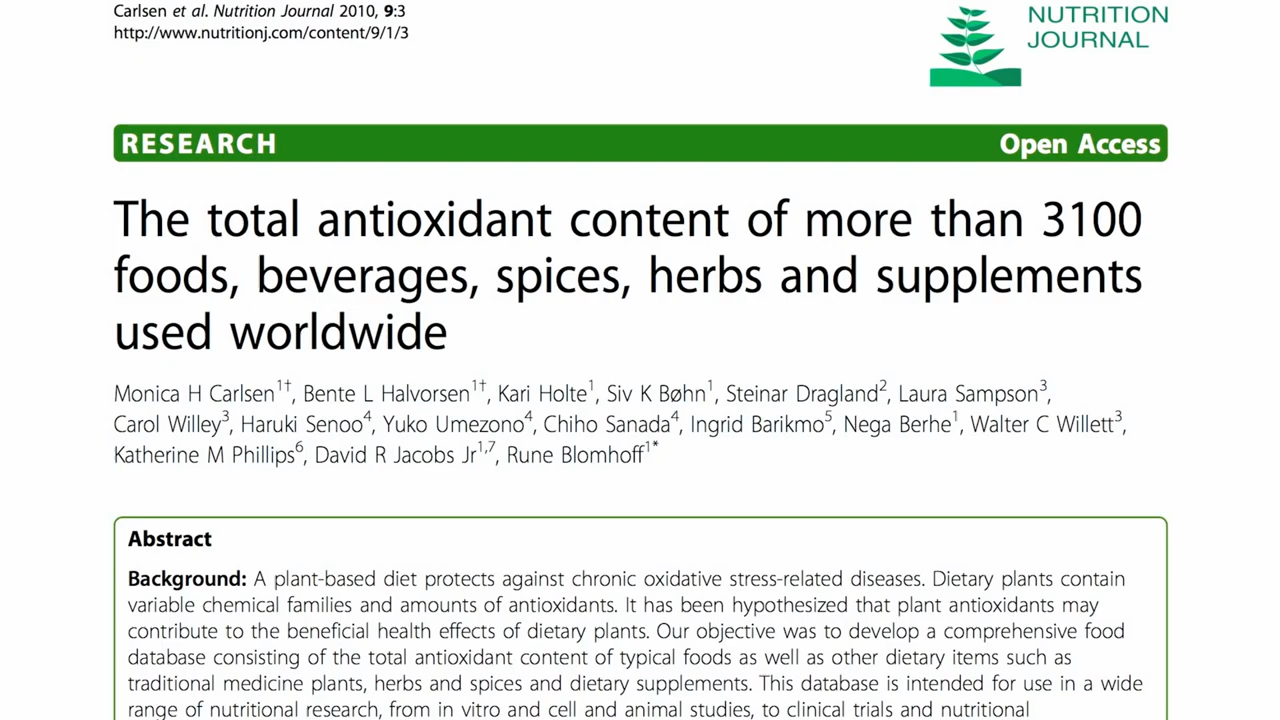 Carlsen et al. Nutrition Journal 2010, 9:3
http://www.nutritionj.com/content/9/1/3
NUTRITION
JOURNAL
RESEARCH Open Access
The total antioxidant content of more than 3100
foods, beverages, spices, herbs and supplements
used worldwide
Monica H Carlsen1†, Bente L Halvorsen1†, Kari Holte1, Siv K Bøhn1, Steinar Dragland2, Laura Sampson3,
Carol Willey3, Haruki Senoo4, Yuko Umezono4, Chiho Sanada4, Ingrid Barikmo5, Nega Berhe1, Walter C Willett3,
Katherine M Phillips6, David R Jacobs Jr1,7, Rune Blomhoff1*
Abstract
Background: A plant-based diet protects against chronic oxidative stress-related diseases. Dietary plants contain
variable chemical families and amounts of antioxidants. It has been hypothesized that plant antioxidants may
contribute to the beneficial health effects of dietary plants. Our objective was to develop a comprehensive food
database consisting of the total antioxidant content of typical foods as well as other dietary items such as
traditional medicine plants, herbs and spices and dietary supplements. This database is intended for use in a wide
range of nutritional research, from in vitro and cell and animal studies, to clinical trials and nutritional